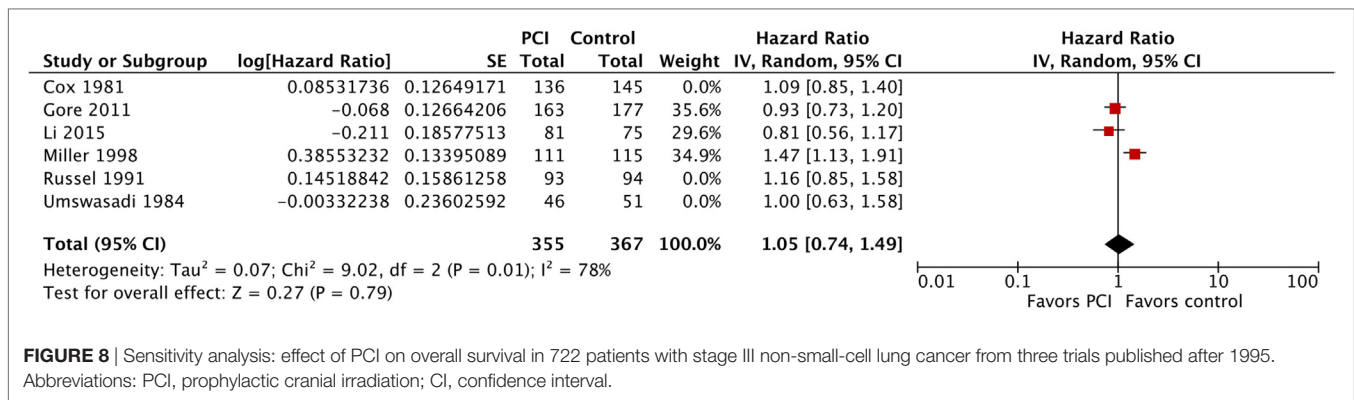 PCI Control Hazard Ratio Hazard Ratio
Study or Subgroup log[Hazard Ratio] SE Total Total Weight IV, Random, 95% CI IV, Random, 95% CI
Cox 1981 0.08531736 0.12649171 136 145 0.0% 1.09 [0.85, 1.40]
Gore 2011 −0.068 0.12664206 163 177 35.6% 0.93 [0.73, 1.20]
Li 2015 −0.211 0.18577513 81 75 29.6% 0.81 [0.56, 1.17]
Miller 1998 0.38553232 0.13395089 111 115 34.9% 1.47 [1.13, 1.91]
Russel 1991 0.14518842 0.15861258 93 94 0.0% 1.16 [0.85, 1.58]
Umswasadi 1984 −0.00332238 0.23602592 46 51 0.0% 1.00 [0.63, 1.58]
Total (95% CI) 355 367 100.0% 1.05 [0.74, 1.49]
Heterogeneity: Tau² = 0.07; Chi² = 9.02, df = 2 (P = 0.01); I² = 78%
Test for overall effect: Z = 0.27 (P = 0.79)
0.01 0.1 1 10 100
Favors PCI Favors control
FIGURE 8 | Sensitivity analysis: effect of PCI on overall survival in 722 patients with stage III non-small-cell lung cancer from three trials published after 1995.
Abbreviations: PCI, prophylactic cranial irradiation; CI, confidence interval.